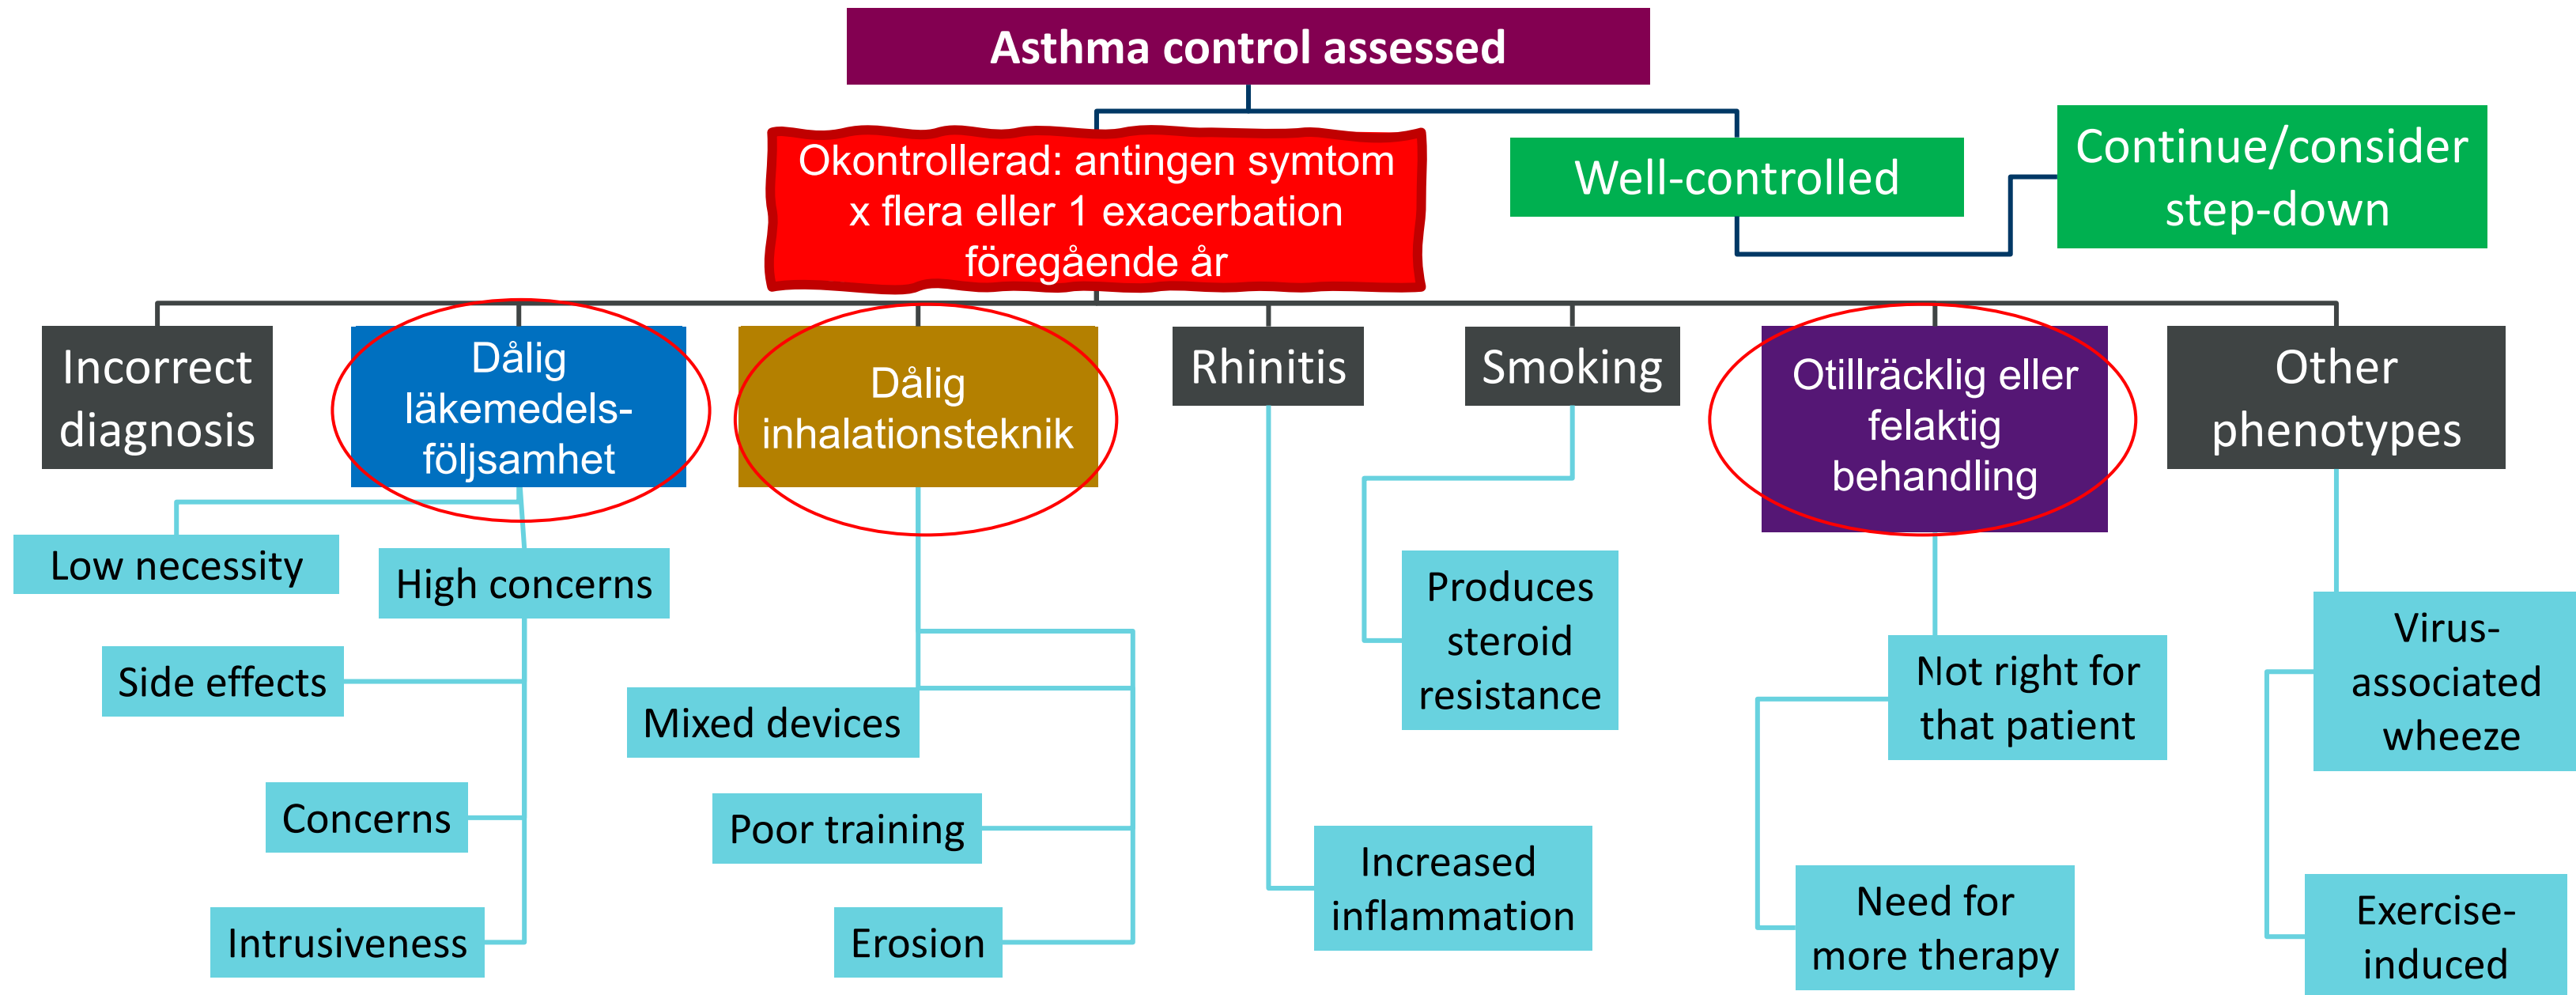 Asthma control assessed
Okontrollerad: antingen symtom
x flera eller 1 exacerbation
föregående år
Well-controlled
Continue/consider
step-down
Incorrect
diagnosis
Dålig
läkemedels-
följsamhet
Dålig
inhalationsteknik
Rhinitis
Smoking
Otillräcklig eller
felaktig
behandling
Other
phenotypes
Low necessity
High concerns
Side effects
Concerns
Intrusiveness
Mixed devices
Poor training
Erosion
Produces
steroid
resistance
Increased
inflammation
Not right for
that patient
Need for
more therapy
Virus-
associated
wheeze
Exercise-
induced